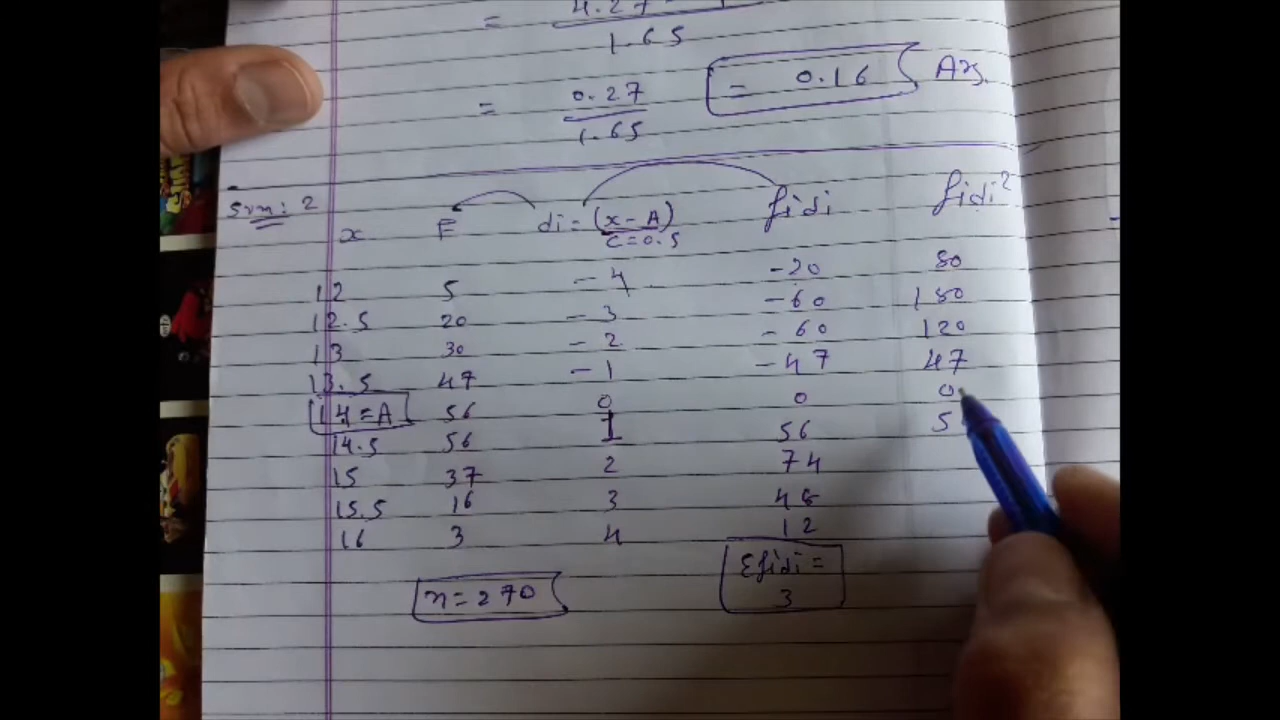 = 4.27
1.65
= 0.27 / 1.65 = 0.16 Ans.
Sum: 2
x F di = (x - A) / C = 0.5 fidi fidi²
12 5 -4 -20 80
12.5 20 -3 -60 180
13 30 -2 -60 120
13.5 47 -1 -47 47
14 = A 56 0 0 0
14.5 56 1 56 5
15 37 2 74
15.5 16 3 48
16 3 4 12
n = 270 Σfidi = 3